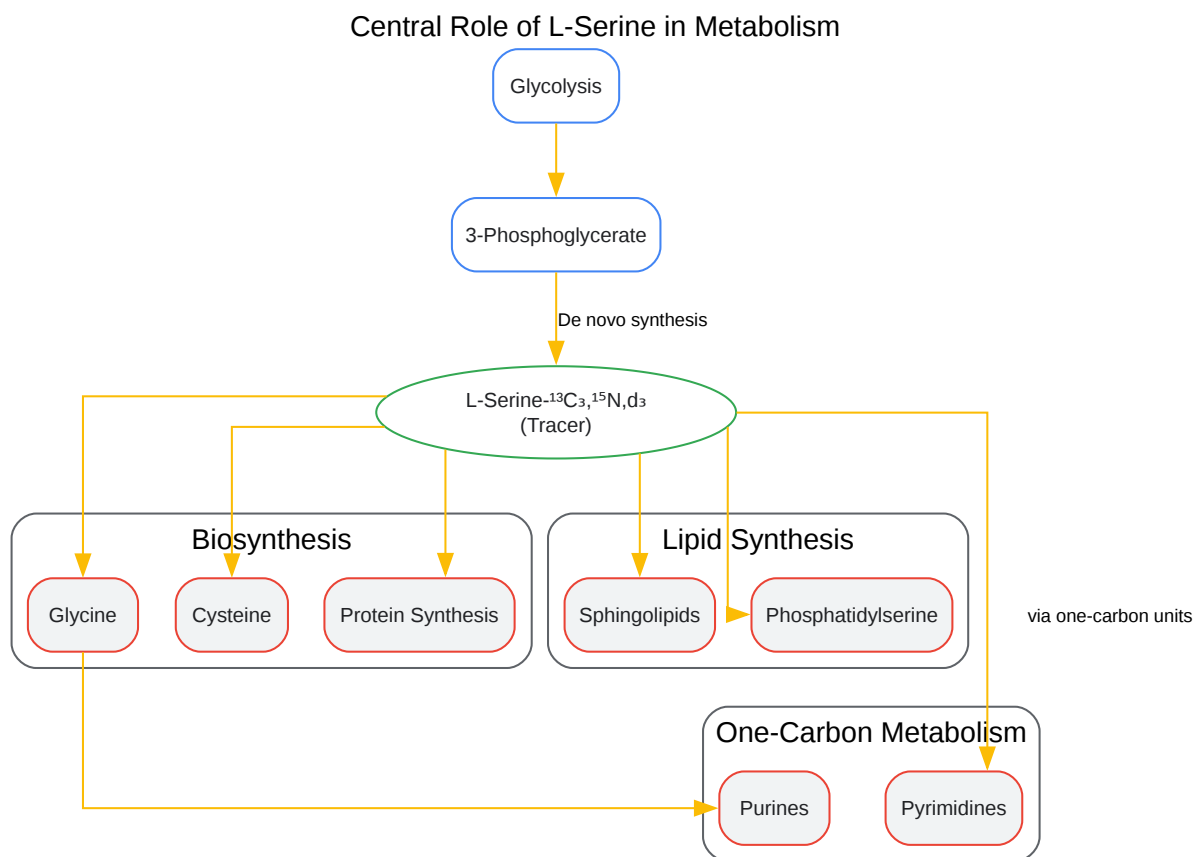 Central Role of L-Serine in Metabolism
Glycolysis
3-Phosphoglycerate
De novo synthesis
L-Serine-¹³C₃,¹⁵N,d₃
(Tracer)
Biosynthesis
Glycine
Cysteine
Protein Synthesis
Lipid Synthesis
Sphingolipids
Phosphatidylserine
via one-carbon units
One-Carbon Metabolism
Purines
Pyrimidines